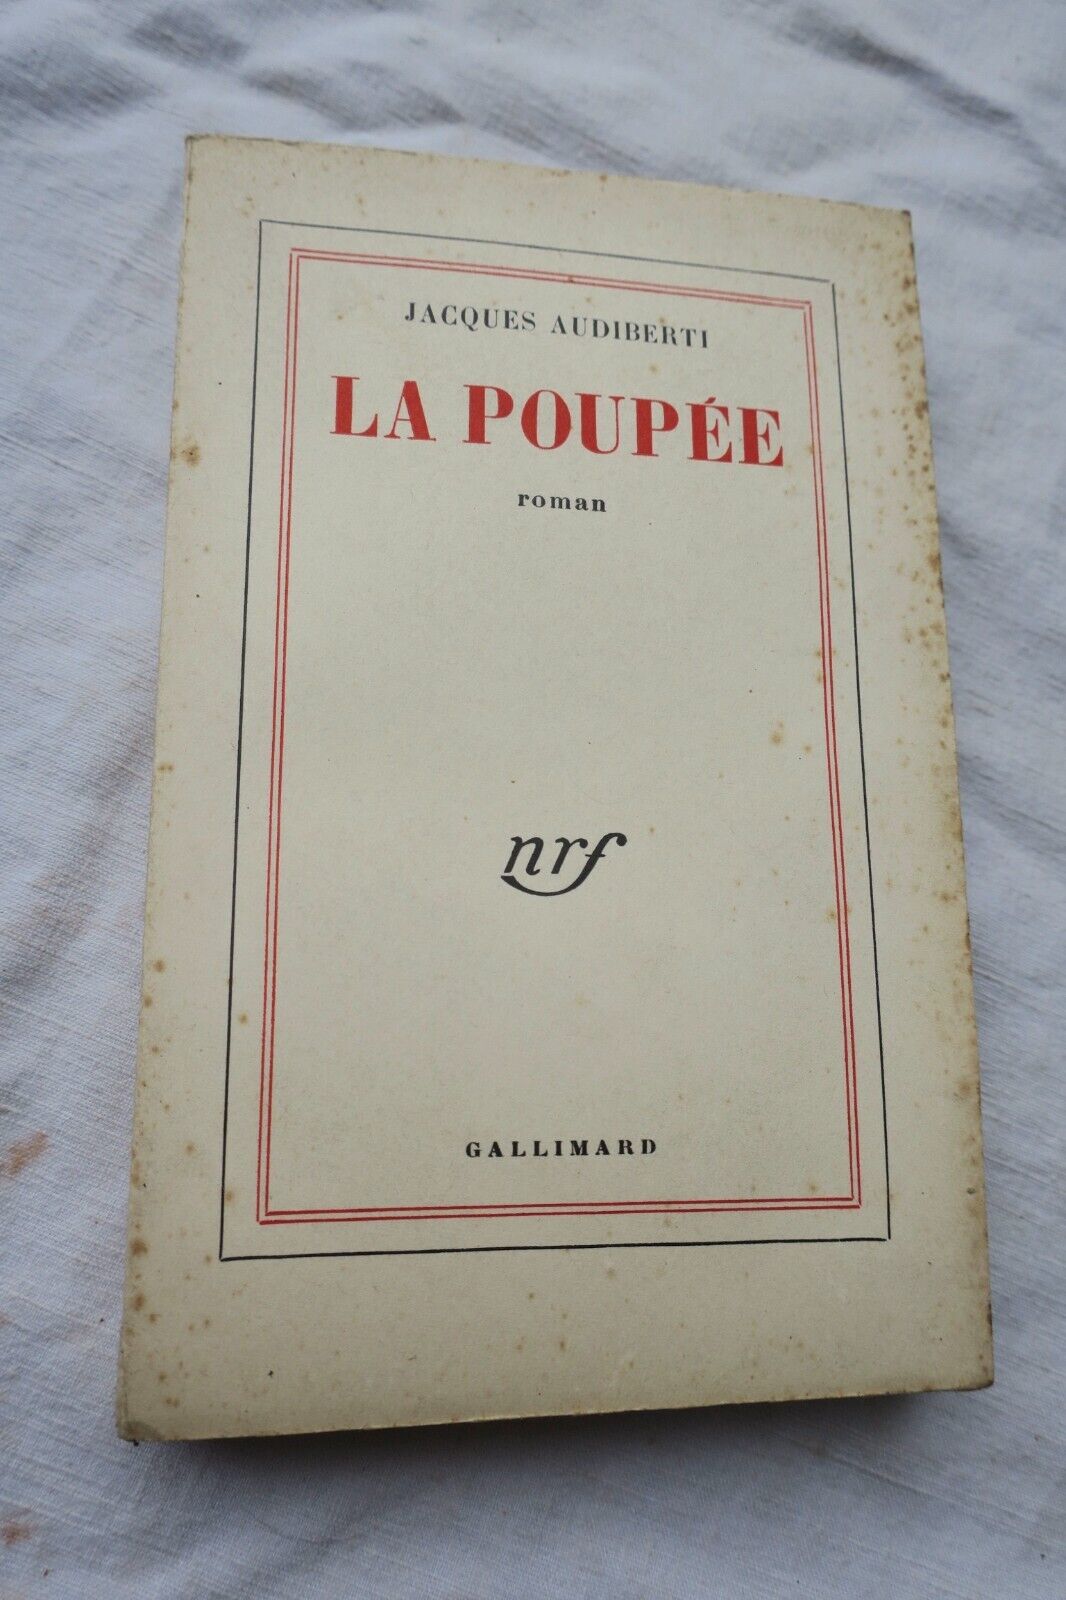 JACQUES AUDIBERTI
LA POUPÉE
roman
nrf
GALLIMARD